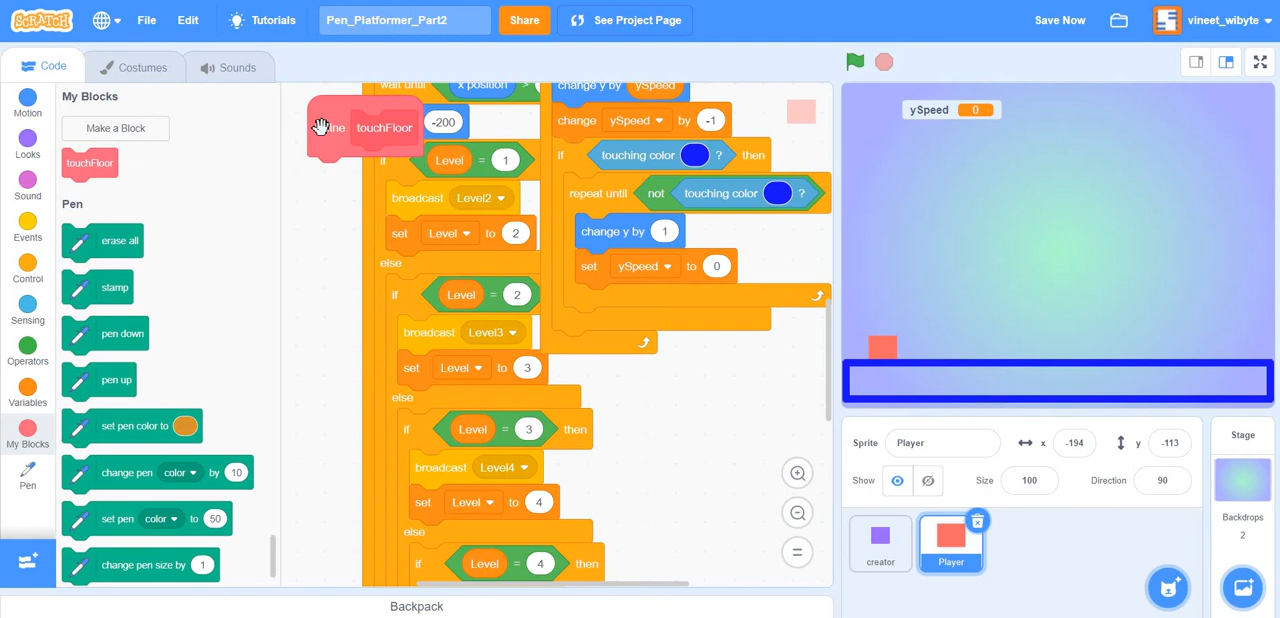 SCRATCH File Edit Tutorials Pen_Platformer_Part2 Share See Project Page Save Now vineet_wibyte
Code Costumes Sounds
Motion
Looks
Sound
Events
Control
Sensing
Operators
Variables
My Blocks
Pen
My Blocks
Make a Block
touchFloor
Pen
erase all
stamp
pen down
pen up
set pen color to
change pen color by 10
set pen color to 50
change pen size by 1
touchFloor
wait until x position >
-200
if Level = 1
broadcast Level2
set Level to 2
else
if Level = 2
broadcast Level3
set Level to 3
else
if Level = 3 then
broadcast Level4
set Level to 4
else
if Level = 4 then
change y by ySpeed
change ySpeed by -1
if touching color ? then
repeat until not touching color ?
change y by 1
set ySpeed to 0
ySpeed 0
Sprite Player x -194 y -113
Show Size 100 Direction 90
creator
Player
Stage
Backdrops
2
Backpack